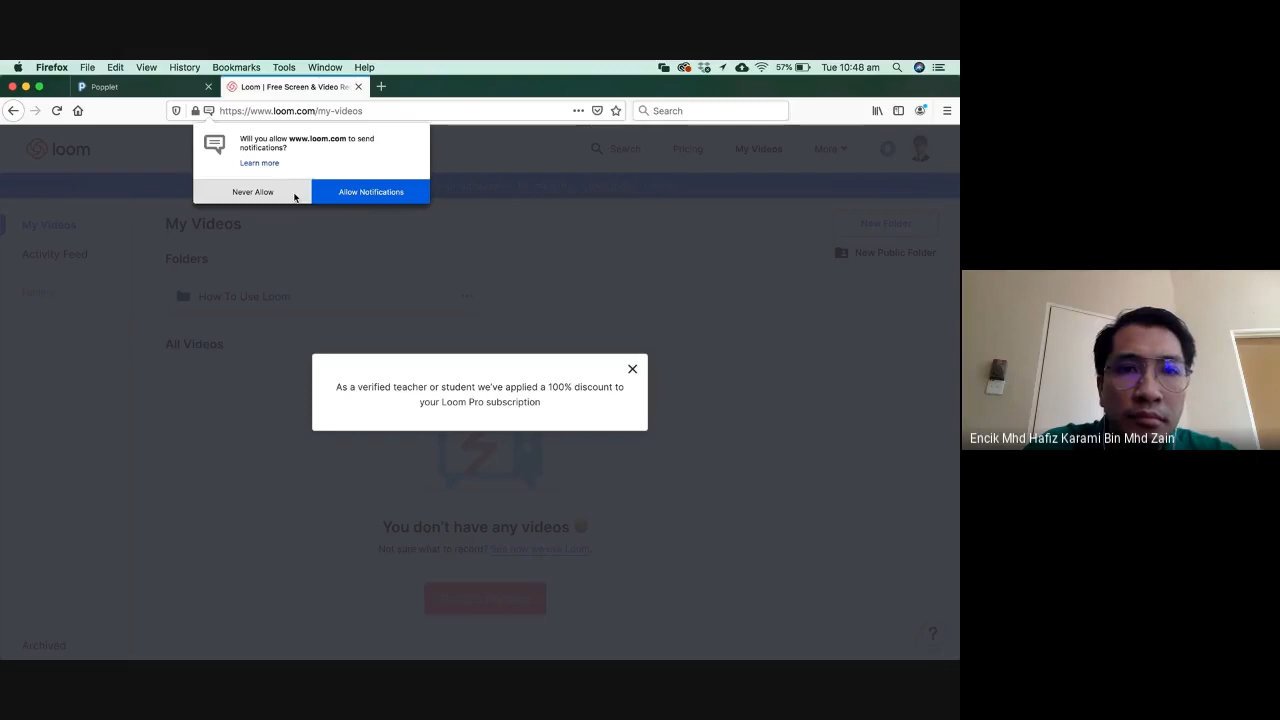 Firefox File Edit View History Bookmarks Tools Window Help 57% Tue 10:48 am
Popplet
Loom | Free Screen & Video Re
https://www.loom.com/my-videos
Search
Will you allow www.loom.com to send
notifications?
Learn more
Never Allow
Allow Notifications
loom
Search
Pricing
My Videos
More
My Videos
My Videos
New Folder
Activity Feed
Folders
New Public Folder
Folders
How To Use Loom
All Videos
As a verified teacher or student we've applied a 100% discount to
your Loom Pro subscription
You don't have any videos
Not sure what to record?
Archived
?
Encik Mhd Hafiz Karami Bin Mhd Zain